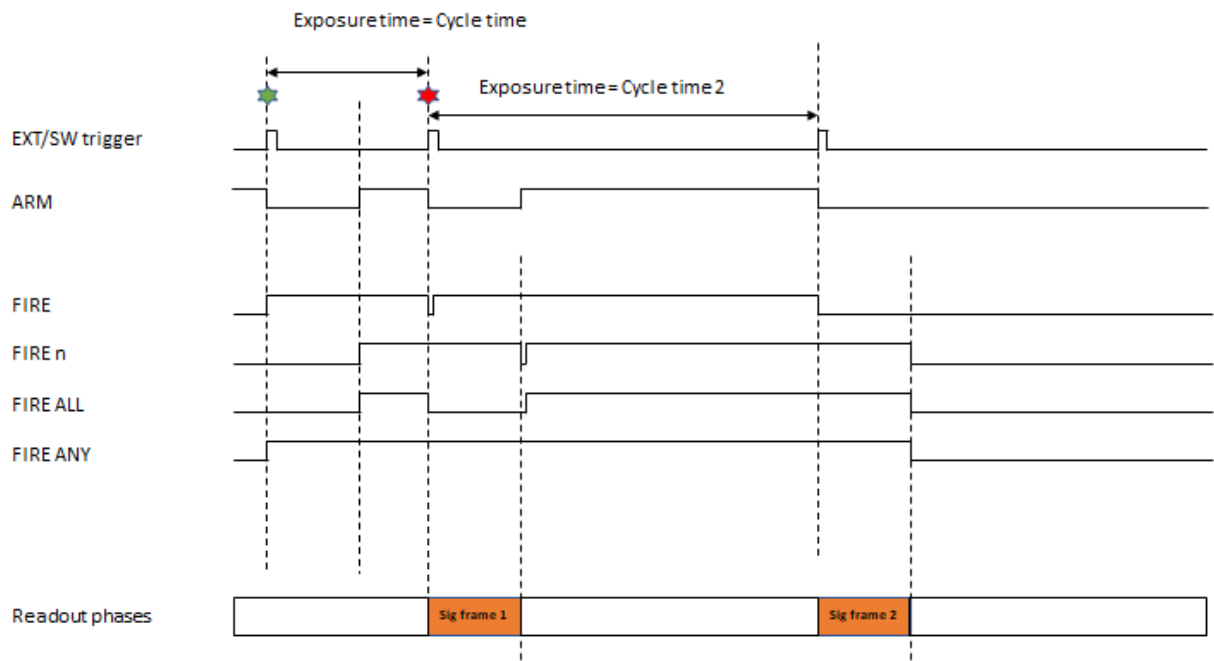 Exposure time = Cycle time
Exposure time = Cycle time 2
EXT/SW trigger
ARM
FIRE
FIRE n
FIRE ALL
FIRE ANY
Readout phases
Sig frame 1
Sig frame 2